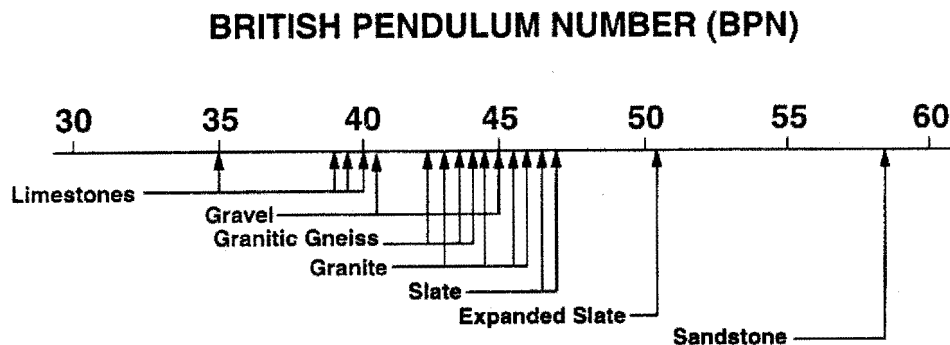 BRITISH PENDULUM NUMBER (BPN)
30 35 40 45 50 55 60
Limestones
Gravel
Granitic Gneiss
Granite
Slate
Expanded Slate
Sandstone